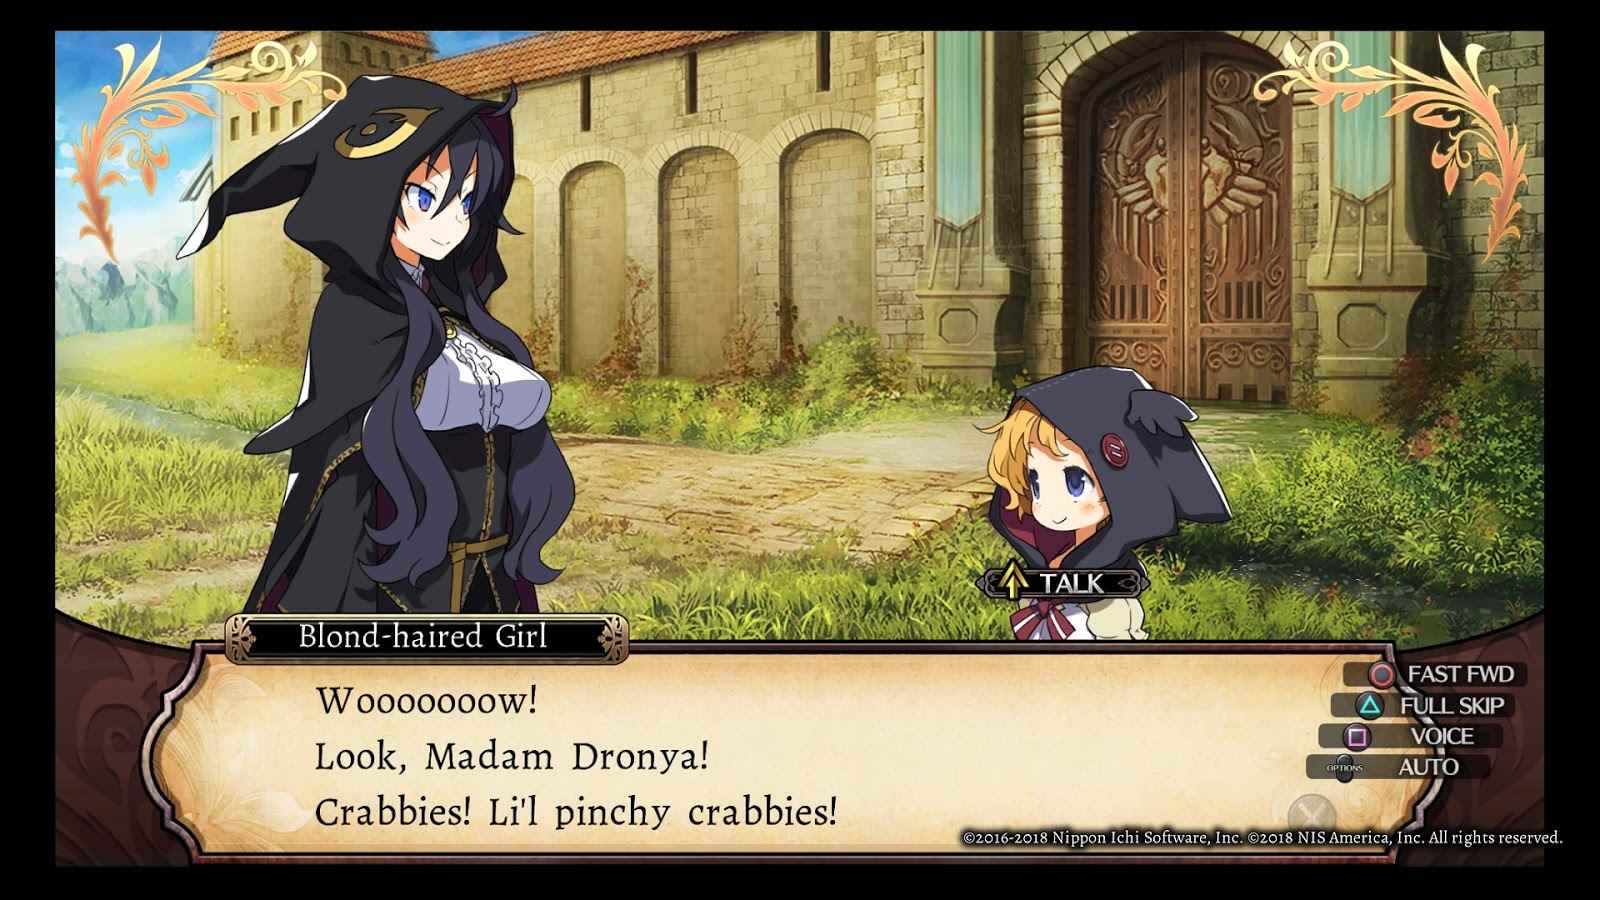 TALK
Blond-haired Girl
Wooooooow!
Look, Madam Dronya!
Crabbies! Li'l pinchy crabbies!
FAST FWD
FULL SKIP
VOICE
OPTIONS AUTO
©2016-2018 Nippon Ichi Software, Inc. ©2018 NIS America, Inc. All rights reserved.